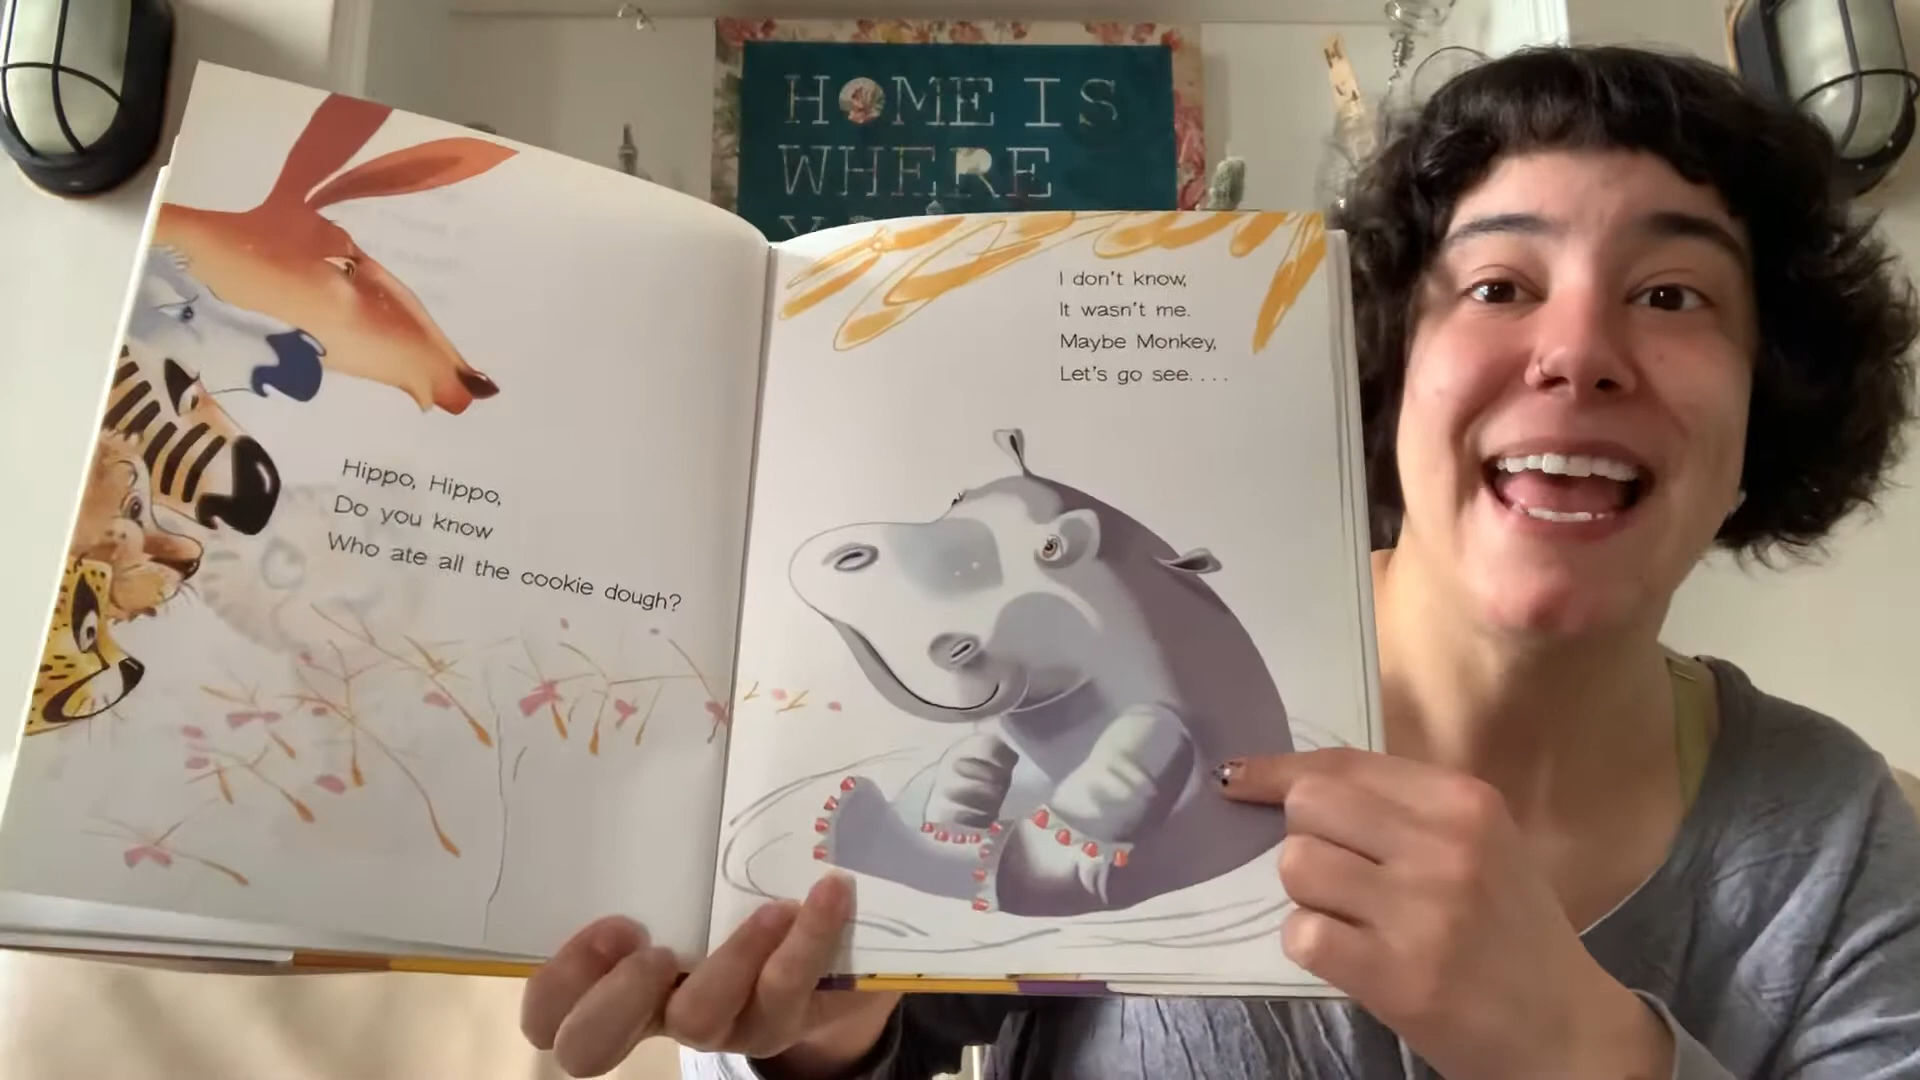 HOME IS
WHERE
Hippo, Hippo,
Do you know
Who ate all the cookie dough?
I don't know,
It wasn't me.
Maybe Monkey,
Let's go see....